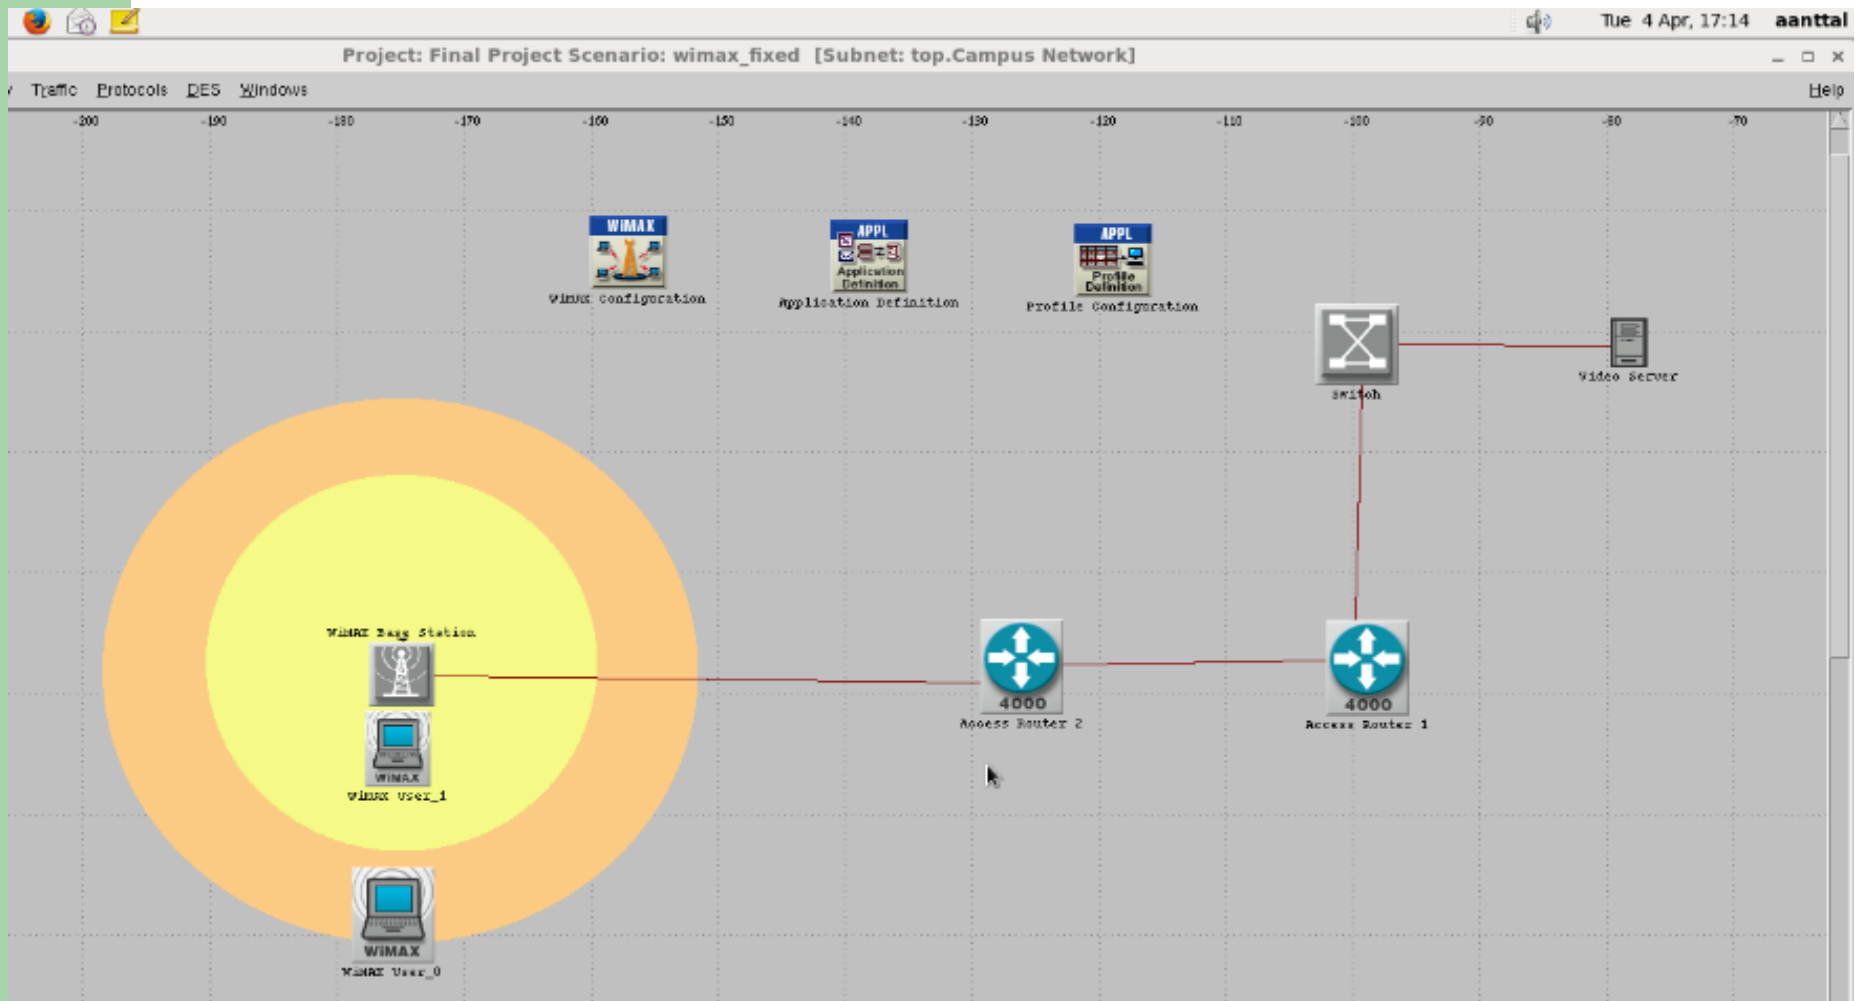 Tue 4 Apr, 17:14 aanttal
Project: Final Project Scenario: wimax_fixed [Subnet: top.Campus Network]
Traffic Protocols DES Windows Help
-200 -190 -180 -170 -160 -150 -140 -130 -120 -110 -100 -90 -80 -70
WiMAX
WiMAX Configuration
APPL
Application
Definition
Application Definition
APPL
Profile
Definition
Profile Configuration
Switch
Video Server
WiMAX Base Station
WiMAX
WiMAX User_1
4000
Access Router 2
4000
Access Router 1
WiMAX
WiMAX User_0